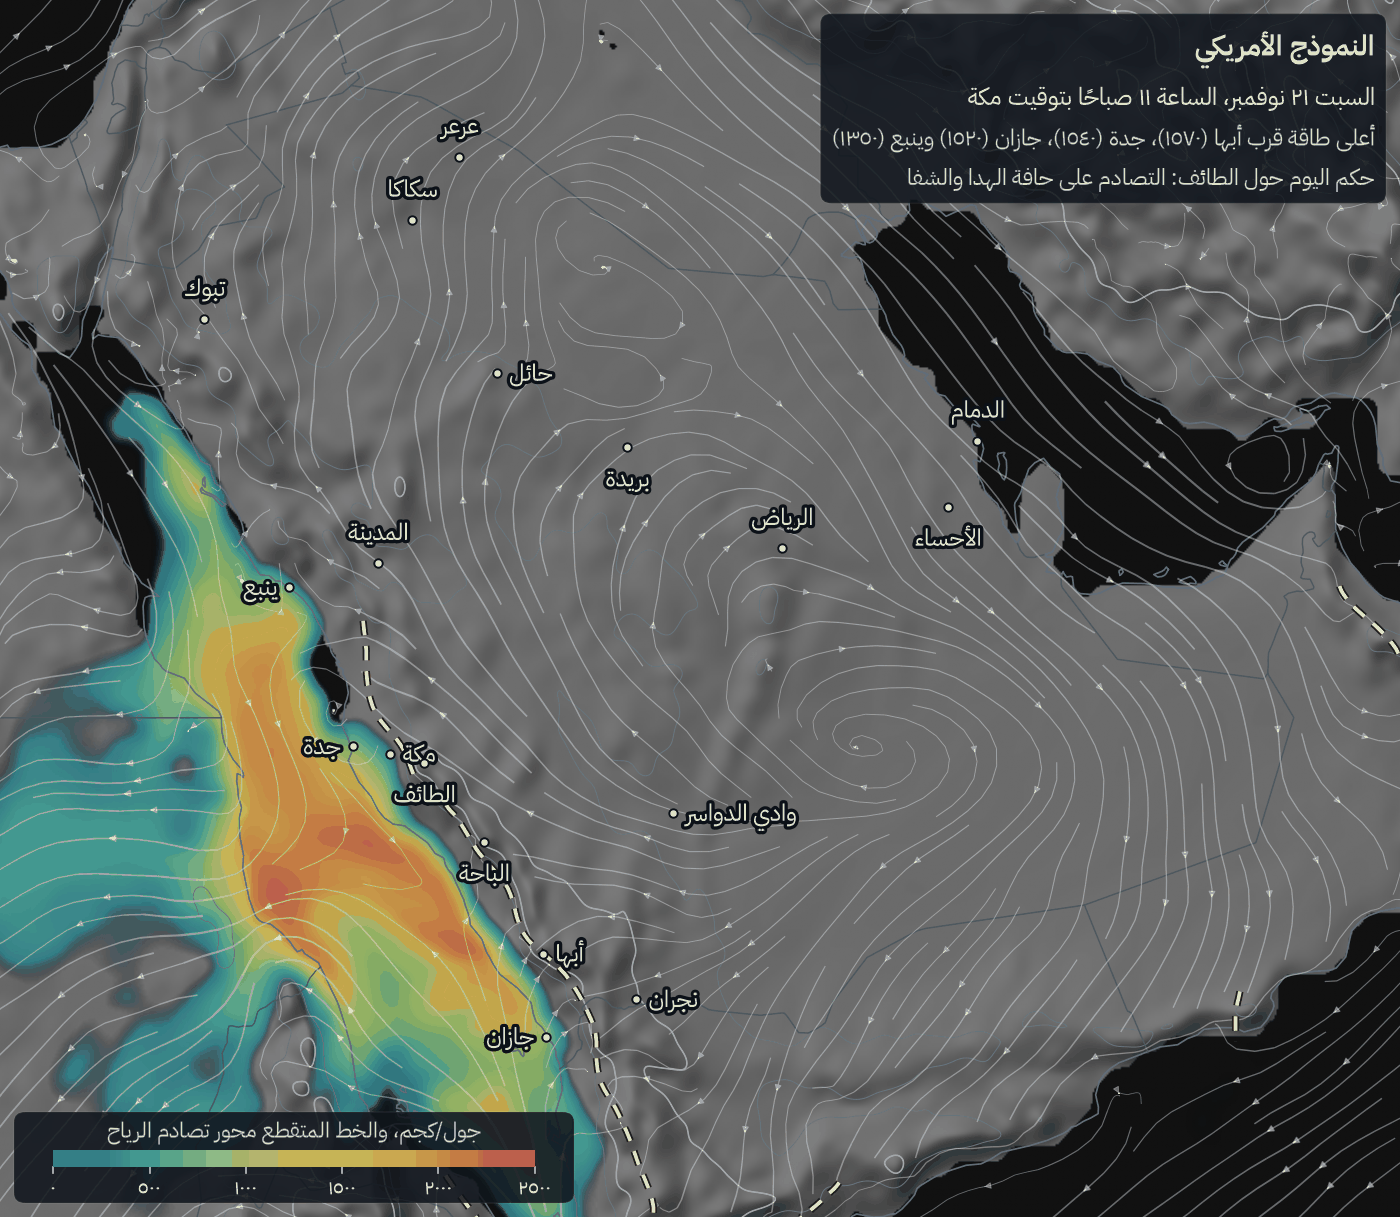 النموذج الأمريكي
السبت ٢١ نوفمبر، الساعة ١١ صباحًا بتوقيت مكة
أعلى طاقة قرب أبها (١٥٧٠)، جدة (١٥٤٠)، جازان (١٥٢٠) وينبع (١٣٥٠)
حكم اليوم حول الطائف: التصادم على حافة الهدا والشفا
عرعر
سكاكا
تبوك
حائل
الدمام
بريدة
الرياض
المدينة
الأحساء
ينبع
جدة
مكة
الطائف
وادي الدواسر
الباحة
أبها
نجران
جازان
جول/كجم، والخط المتقطع محور تصادم الرياح
٠ ٥٠٠ ١٠٠٠ ١٥٠٠ ٢٠٠٠ ٢٥٠٠